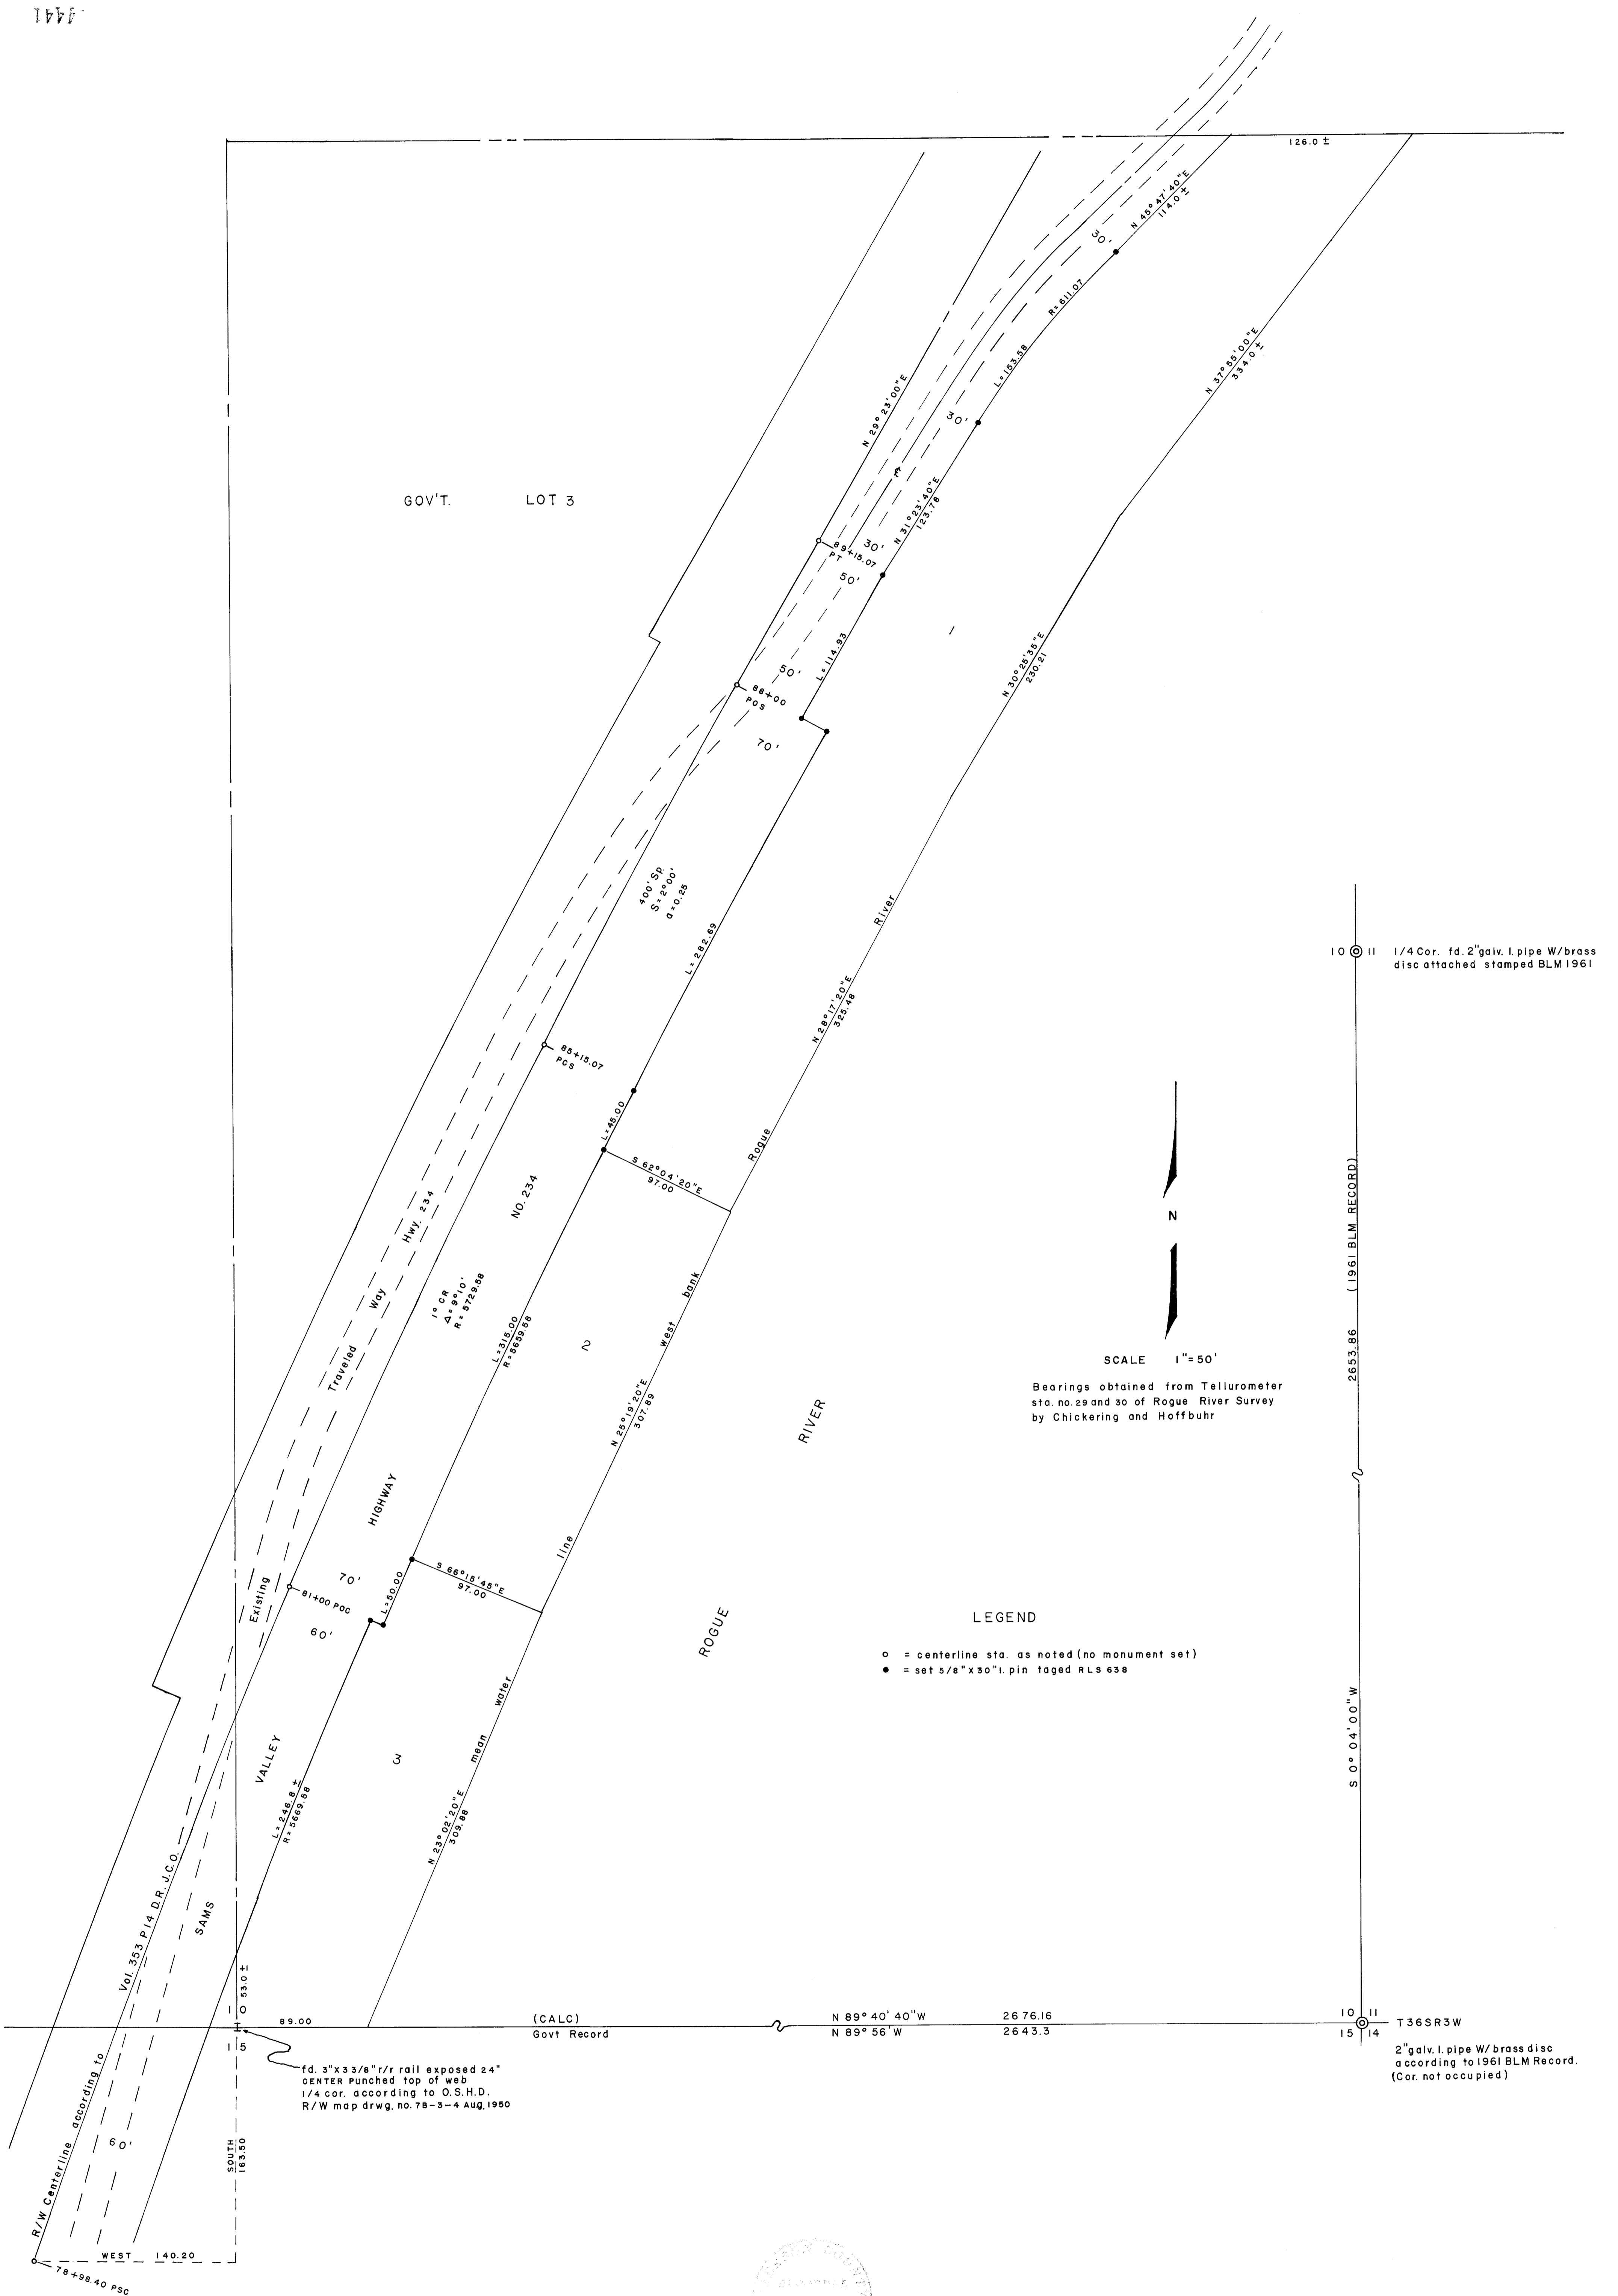 4441
126.0 ±
N 45°47'40"E
114.0 ±
30'
R=611.07
L=153.58
N 37°55'00"E
334.0 ±
N 29°23'00"E
30'
N 31°23'40"E
123.78
GOV'T. LOT 3
30'
89+15.07
PT
50'
L=114.93
1
50'
N 30°25'35"E
230.21
88+00
POS
70'
400' Sp.
S=2°00'
a=0.25
L=282.69
River
10 11 1/4 Cor. fd. 2"galv. I. pipe W/brass
disc attached stamped BLM 1961
N 28°17'20"E
325.48
85+15.07
PCS
L=45.00
Rogue
S 62°04'20"E
97.00
NO. 234
Hwy. 234
Way
Traveled
N
1° CR
Δ=9°10'
R=5729.58
bank
west
L=315.00
R=5659.58
2
(1961 BLM RECORD)
2653.86
SCALE 1"=50'
Bearings obtained from Tellurometer
sta. no. 29 and 30 of Rogue River Survey
by Chickering and Hoffbuhr
N 25°19'20"E
307.89
RIVER
HIGHWAY
line
S 66°15'45"E
97.00
70'
L=50.00
81+00 POC
Existing
60'
ROGUE
LEGEND
= centerline sta. as noted (no monument set)
= set 5/8"X30"I. pin taged RLS 638
water
mean
S 0°04'00"W
VALLEY
3
L=246.8 ±
R=5669.58
N 23°02'20"E
309.88
SAMS
Vol. 353 P14 D.R. J.C.O.
53.0 ±
10
89.00
(CALC) N 89°40'40"W 2676.16
Govt Record N 89°56'W 2643.3
15
10 11
15 14
T36SR3W
2"galv. I. pipe W/brass disc
according to 1961 BLM Record.
(Cor. not occupied)
fd. 3"X3 3/8" r/r rail exposed 24"
CENTER Punched top of web
1/4 cor. according to O.S.H.D.
R/W map drwg. no. 7B-3-4 Aug. 1950
R/W Centerline according to
60'
SOUTH
163.50
WEST 140.20
78+98.40 PSC